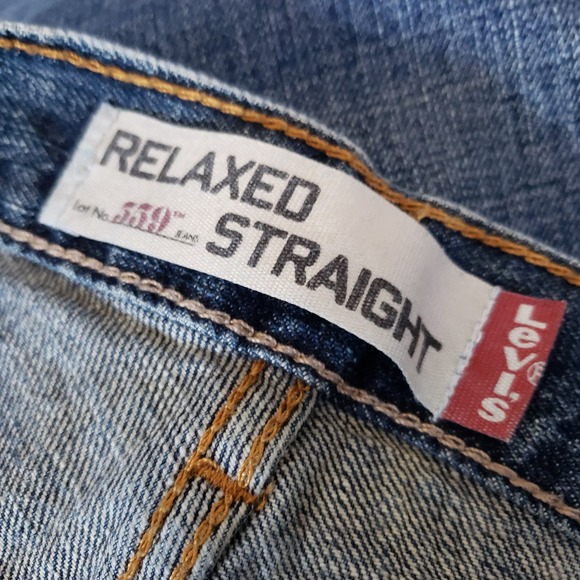 RELAXED
Lot No. 559™ JEANS
STRAIGHT
LEVI'S®